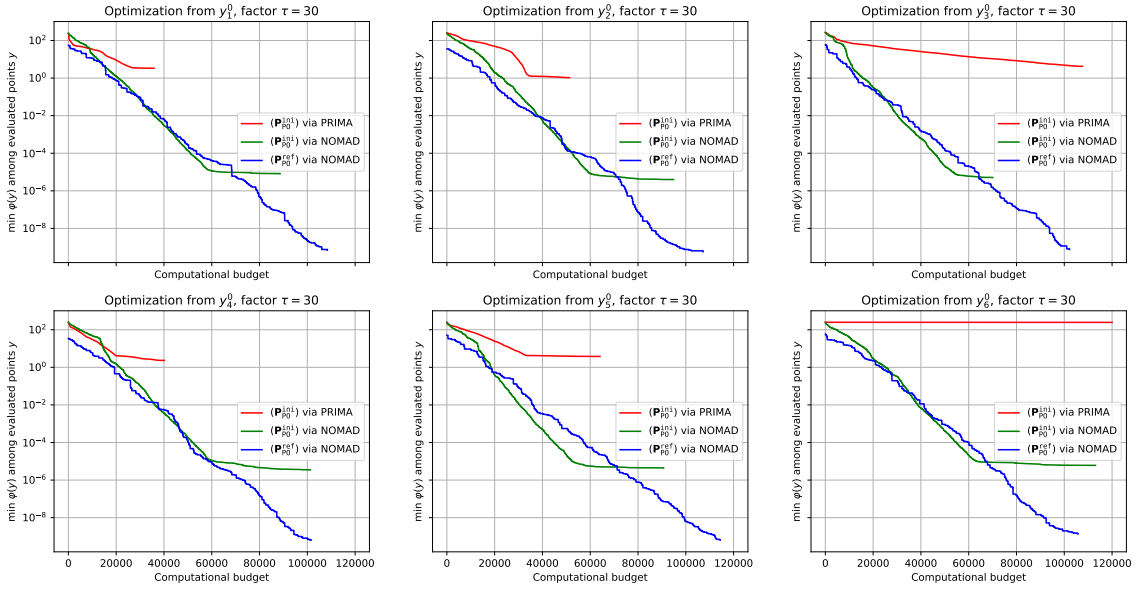 Optimization from y₁⁰, factor τ = 30
Optimization from y₂⁰, factor τ = 30
Optimization from y₃⁰, factor τ = 30
min φ(y) among evaluated points y
10²
10⁰
10⁻²
10⁻⁴
10⁻⁶
10⁻⁸
(P_P0^ini) via PRIMA
(P_P0^ini) via NOMAD
(P_P0^ref) via NOMAD
min φ(y) among evaluated points y
(P_P0^ini) via PRIMA
(P_P0^ini) via NOMAD
(P_P0^ref) via NOMAD
min φ(y) among evaluated points y
(P_P0^ini) via PRIMA
(P_P0^ini) via NOMAD
(P_P0^ref) via NOMAD
Computational budget
Computational budget
Computational budget
Optimization from y₄⁰, factor τ = 30
Optimization from y₅⁰, factor τ = 30
Optimization from y₆⁰, factor τ = 30
min φ(y) among evaluated points y
10²
10⁰
10⁻²
10⁻⁴
10⁻⁶
10⁻⁸
(P_P0^ini) via PRIMA
(P_P0^ini) via NOMAD
(P_P0^ref) via NOMAD
min φ(y) among evaluated points y
(P_P0^ini) via PRIMA
(P_P0^ini) via NOMAD
(P_P0^ref) via NOMAD
min φ(y) among evaluated points y
(P_P0^ini) via PRIMA
(P_P0^ini) via NOMAD
(P_P0^ref) via NOMAD
0 20000 40000 60000 80000 100000 120000
0 20000 40000 60000 80000 100000 120000
0 20000 40000 60000 80000 100000 120000
Computational budget
Computational budget
Computational budget